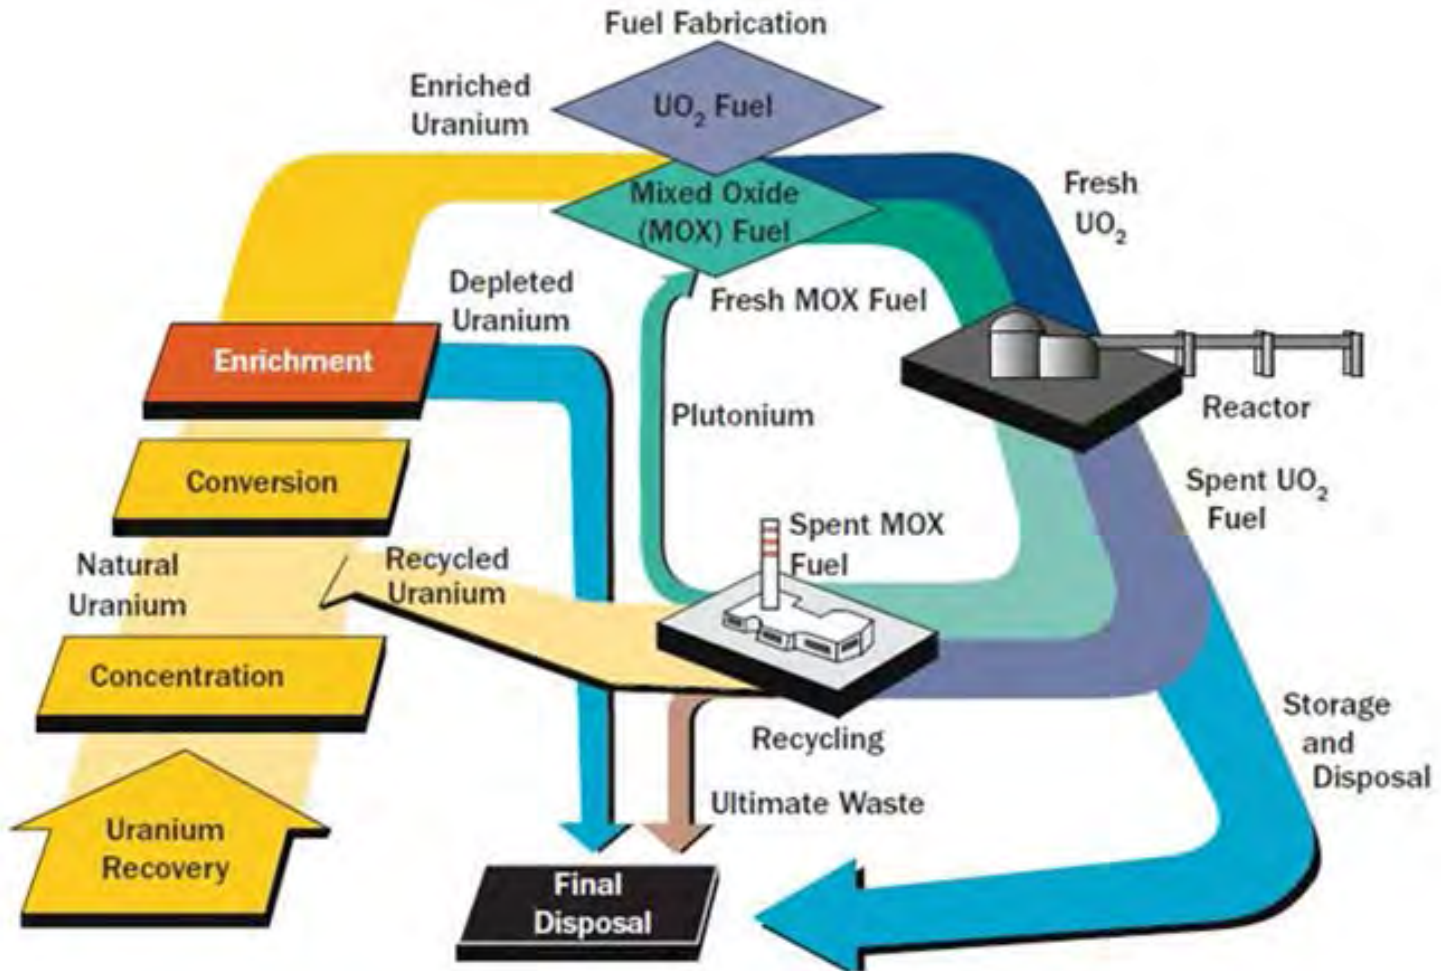 Fuel Fabrication
UO₂ Fuel
Enriched
Uranium
Mixed Oxide
(MOX) Fuel
Fresh
UO₂
Depleted
Uranium
Fresh MOX Fuel
Enrichment
Reactor
Plutonium
Conversion
Spent UO₂
Fuel
Spent MOX
Fuel
Natural
Uranium
Recycled
Uranium
Concentration
Storage
and
Disposal
Recycling
Ultimate Waste
Uranium
Recovery
Final
Disposal